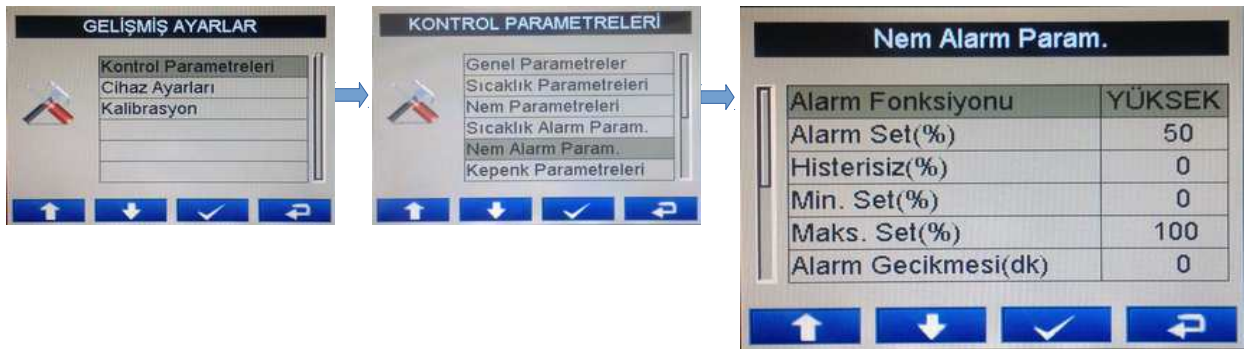 GELİŞMİŞ AYARLAR
Kontrol Parametreleri
Cihaz Ayarları
Kalibrasyon
KONTROL PARAMETRELERİ
Genel Parametreler
Sıcaklık Parametreleri
Nem Parametreleri
Sıcaklık Alarm Param.
Nem Alarm Param.
Kepenk Parametreleri
Nem Alarm Param.
Alarm Fonksiyonu YÜKSEK
Alarm Set(%) 50
Histerisiz(%) 0
Min. Set(%) 0
Maks. Set(%) 100
Alarm Gecikmesi(dk) 0